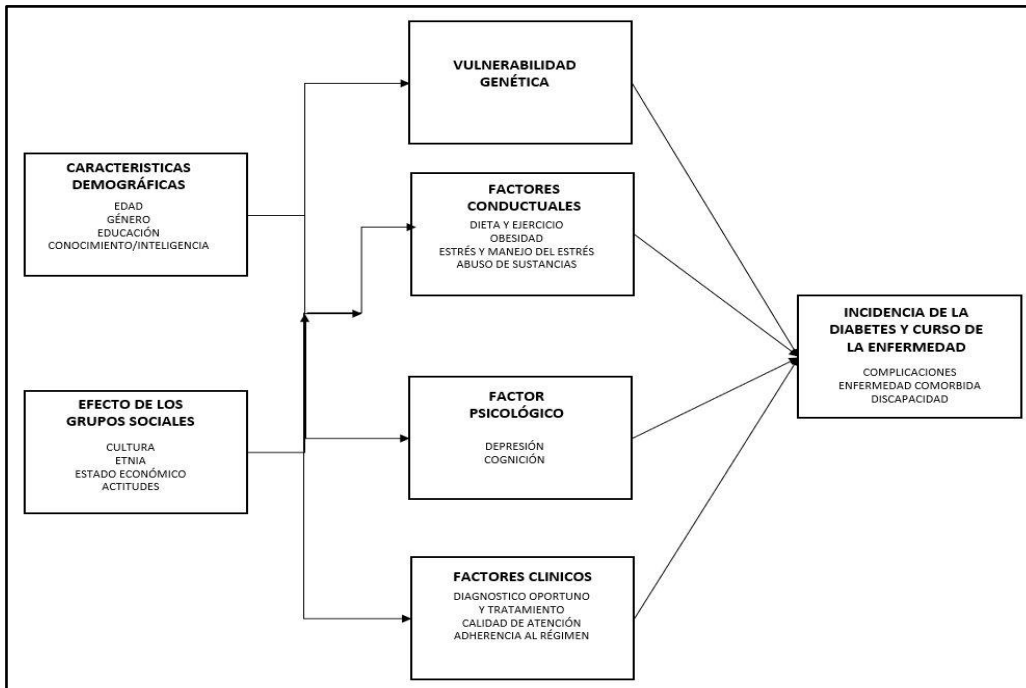 VULNERABILIDAD
GENÉTICA
CARACTERISTICAS
DEMOGRÁFICAS
EDAD
GÉNERO
EDUCACIÓN
CONOCIMIENTO/INTELIGENCIA
FACTORES
CONDUCTUALES
DIETA Y EJERCICIO
OBESIDAD
ESTRÉS Y MANEJO DEL ESTRÉS
ABUSO DE SUSTANCIAS
EFECTO DE LOS
GRUPOS SOCIALES
CULTURA
ETNIA
ESTADO ECONÓMICO
ACTITUDES
FACTOR
PSICOLÓGICO
DEPRESIÓN
COGNICIÓN
FACTORES CLINICOS
DIAGNOSTICO OPORTUNO
Y TRATAMIENTO
CALIDAD DE ATENCIÓN
ADHERENCIA AL RÉGIMEN
INCIDENCIA DE LA
DIABETES Y CURSO DE
LA ENFERMEDAD
COMPLICACIONES
ENFERMEDAD COMORBIDA
DISCAPACIDAD